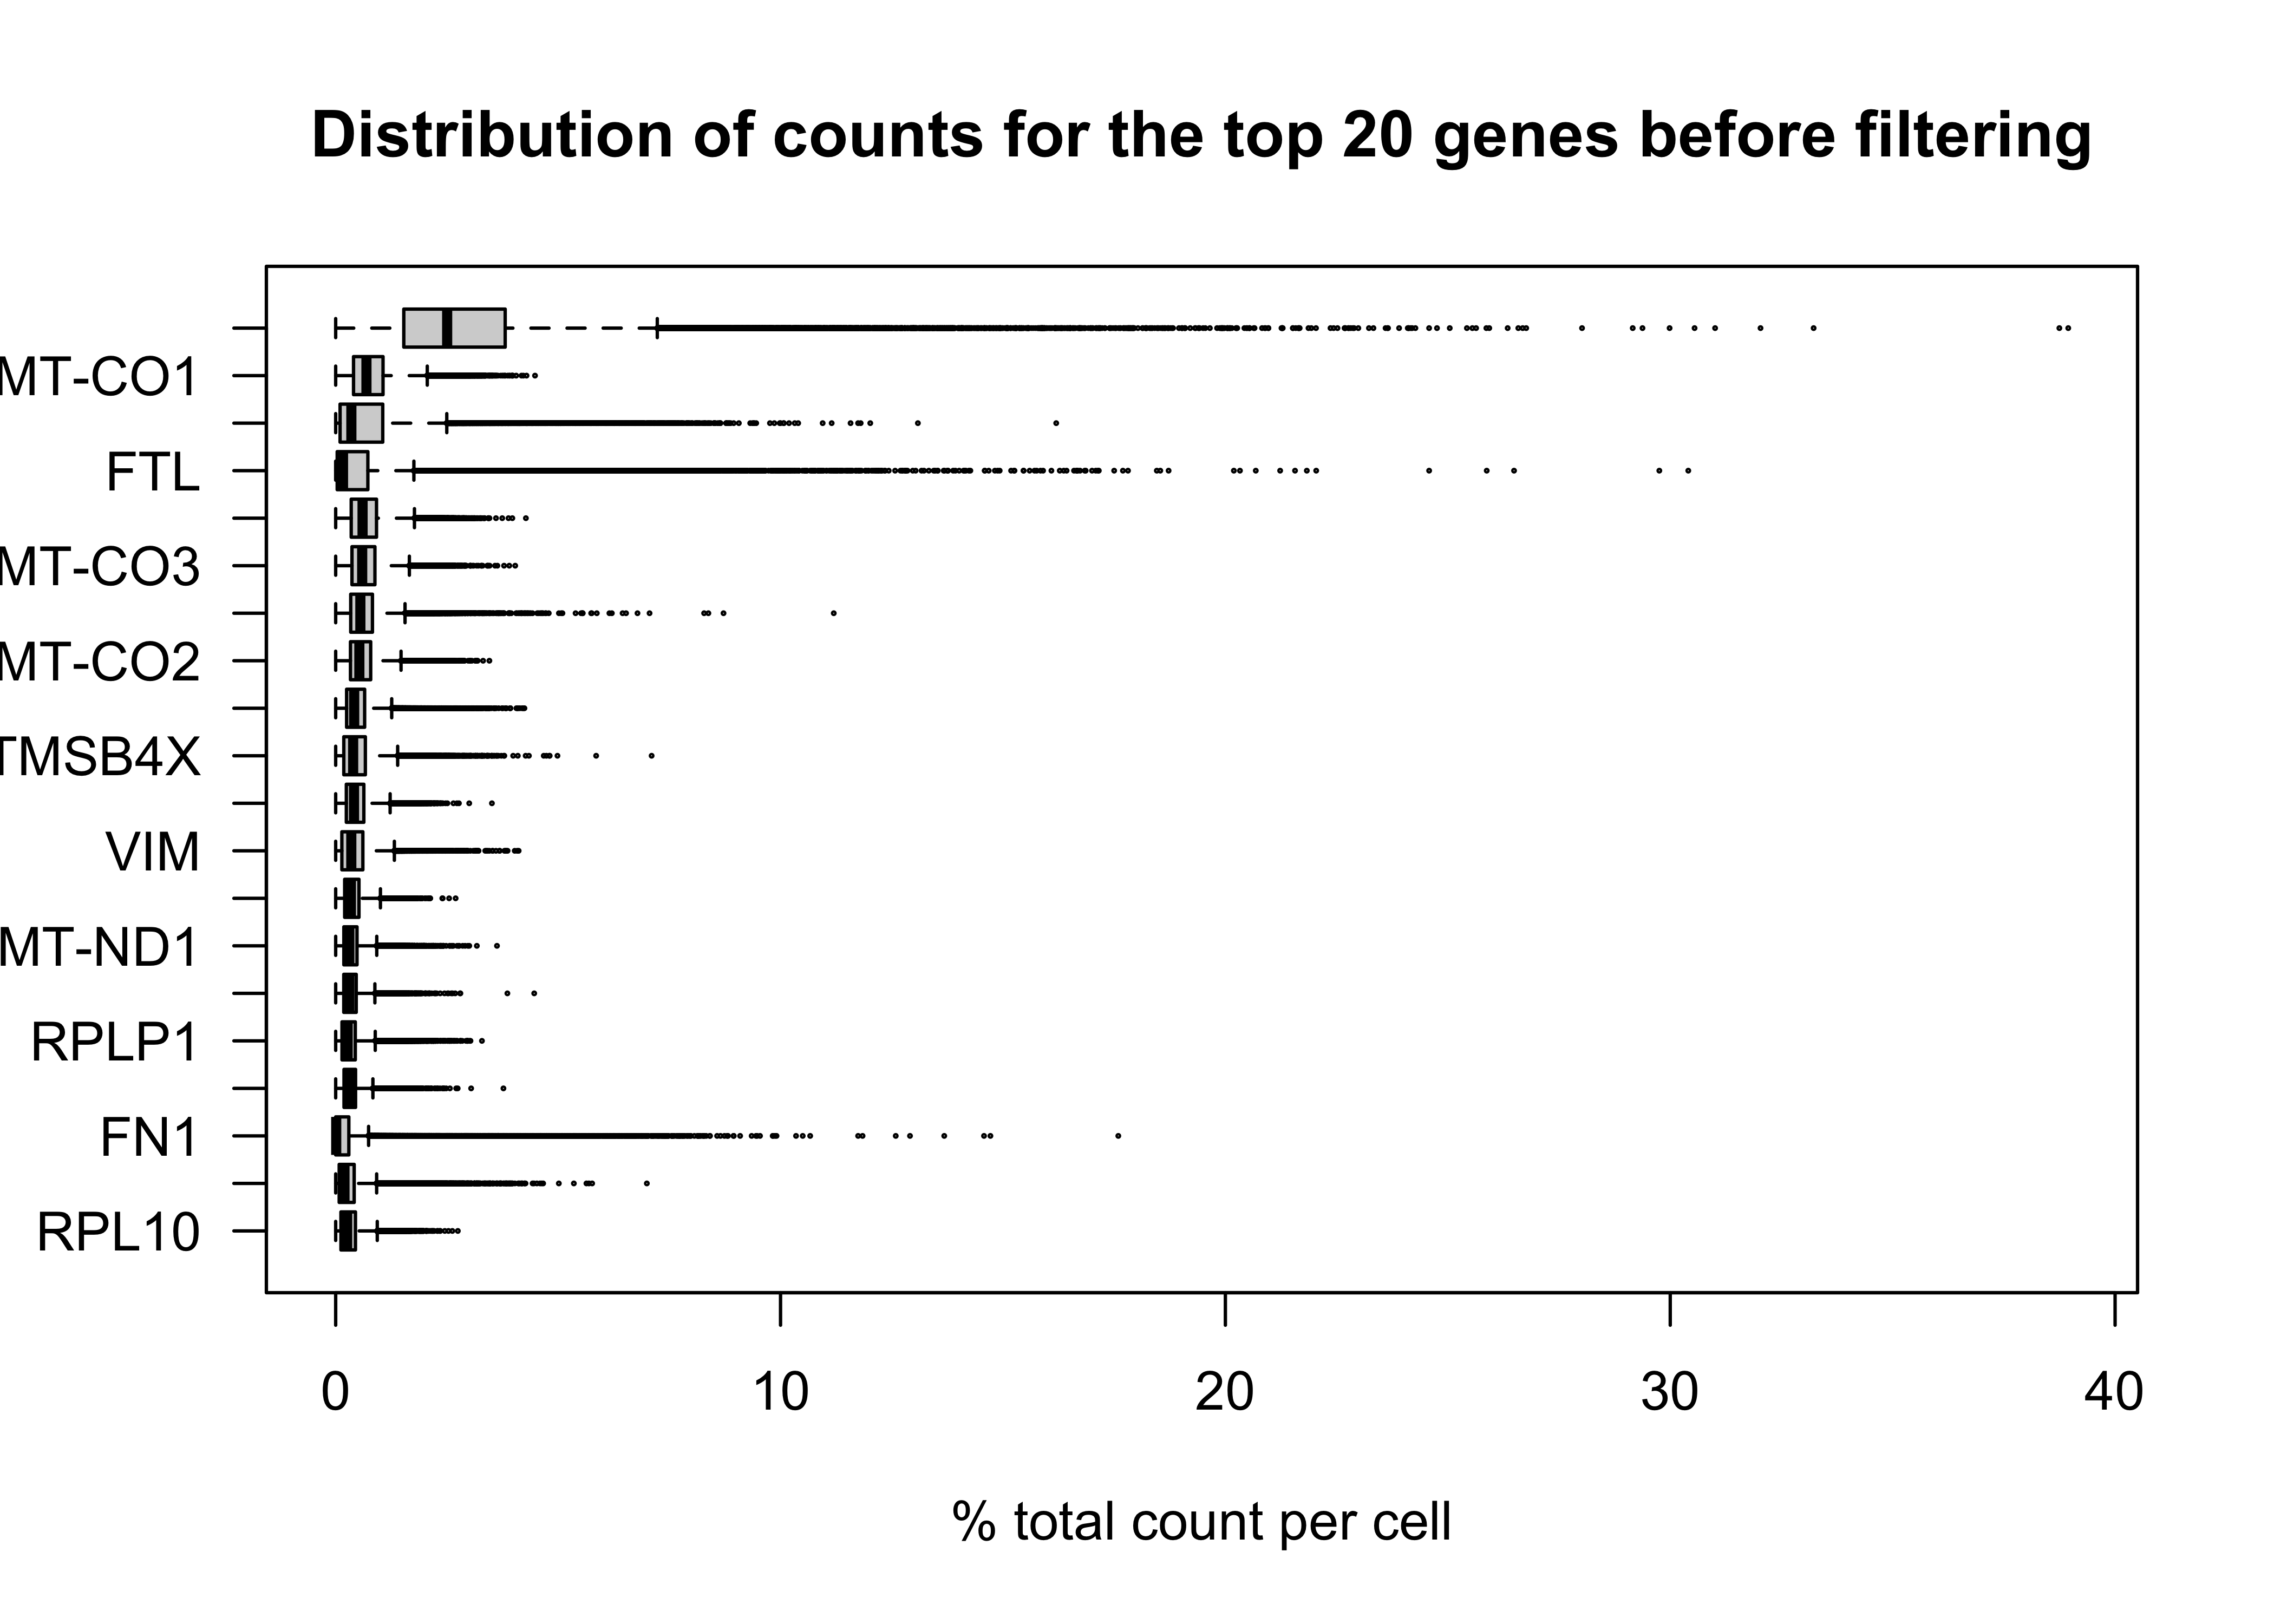 Distribution of counts for the top 20 genes before filtering
MT-CO1
FTL
MT-CO3
MT-CO2
TMSB4X
VIM
MT-ND1
RPLP1
FN1
RPL10
0 10 20 30 40
% total count per cell